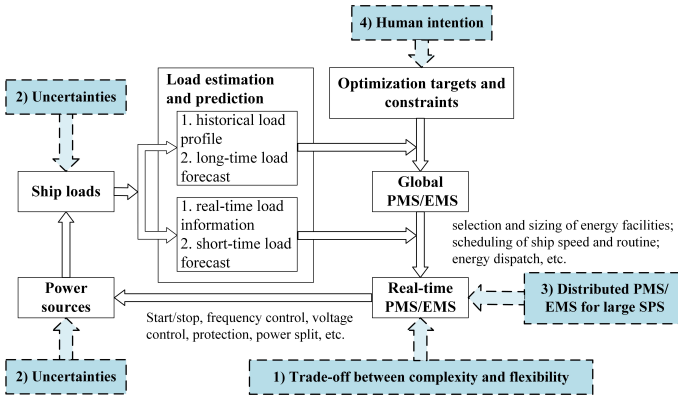 4) Human intention
Load estimation
and prediction
Optimization targets and
constraints
2) Uncertainties
1. historical load
profile
2. long-time load
forecast
Ship loads
Global
PMS/EMS
1. real-time load
information
2. short-time load
forecast
selection and sizing of energy facilities;
scheduling of ship speed and routine;
energy dispatch, etc.
Power
sources
Real-time
PMS/EMS
3) Distributed PMS/
EMS for large SPS
Start/stop, frequency control, voltage
control, protection, power split, etc.
2) Uncertainties
1) Trade-off between complexity and flexibility